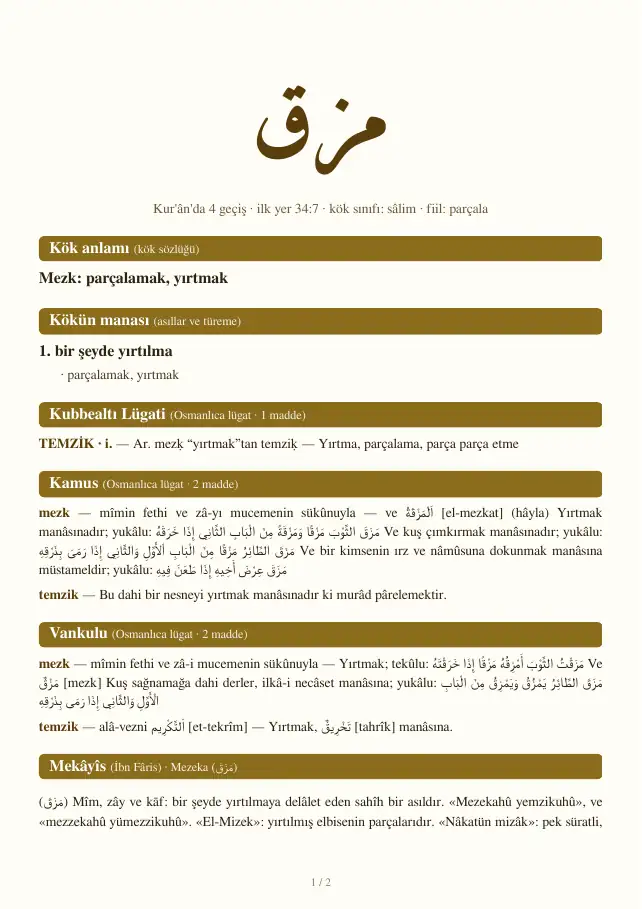 مزق
Kur'ân'da 4 geçiş · ilk yer 34:7 · kök sınıfı: sâlim · fiil: parçala
Kök anlamı (kök sözlüğü)
Mezk: parçalamak, yırtmak
Kökün manası (asıllar ve türeme)
1. bir şeyde yırtılma
· parçalamak, yırtmak
Kubbealtı Lügati (Osmanlıca lügat · 1 madde)
TEMZİK · i. — Ar. mezḳ “yırtmak”tan temziḳ — Yırtma, parçalama, parça parça etme
Kamus (Osmanlıca lügat · 2 madde)
mezk — mîmin fethi ve zâ-yı mucemenin sükûnuyla — ve اَلْمَزْقَةُ [el-mezkat] (hâyla) Yırtmak
manâsınadır; yukâlu: مَزَقَ الثَّوْبَ مَزْقًا وَمَزْقَةً مِنَ الْبَابِ الثَّانِي إِذَا خَرَقَهُ Ve kuş çımkırmak manâsınadır; yukâlu:
مَزَقَ الطَّائِرُ مَزْقًا مِنَ الْبَابِ اَلْأَوَّلِ وَالثَّانِي إِذَا رَمَىَ بِذَرْقِهِ Ve bir kimsenin ırz ve nâmûsuna dokunmak manâsına
müstameldir; yukâlu: مَزَقَ عِرْضَ أَخِيهِ إِذَا طَعَنَ فِيهِ
temzik — Bu dahi bir nesneyi yırtmak manâsınadır ki murâd pârelemektir.
Vankulu (Osmanlıca lügat · 2 madde)
mezk — mîmin fethi ve zâ-i mucemenin sükûnuyla — Yırtmak; tekûlu: مَزَقْتُ الثَّوْبَ أَمْزِقُهُ مَزْقًا إِذَا خَرَقْتَهُ Ve
مَزْقٌ [mezk] Kuş sağnamağa dahi derler, ilkâ-i necâset manâsına; yukâlu: مَزَقَ الطَّائِرُ يَمْزُقُ وَيَمْزِقُ مِنَ الْبَابِ
الْأَوَّلِ وَالثَّانِي إِذَا رَمَى بِذَرْقِهِ
temzik — alâ-vezni اَلتَّكْرِيم [et-tekrîm] — Yırtmak, تَخْرِيقٌ [tahrîk] manâsına.
Mekâyîs (İbn Fâris) · Mezeka (مَزَقَ)
(مَزَقَ) Mîm, zây ve kāf: bir şeyde yırtılmaya delâlet eden sahîh bir asıldır. «Mezekahû yemzikuhû», ve
«mezzekahû yümezzikuhû». «El-Mizek»: yırtılmış elbisenin parçalarıdır. «Nâkatün mizâk»: pek süratli,
1 / 2